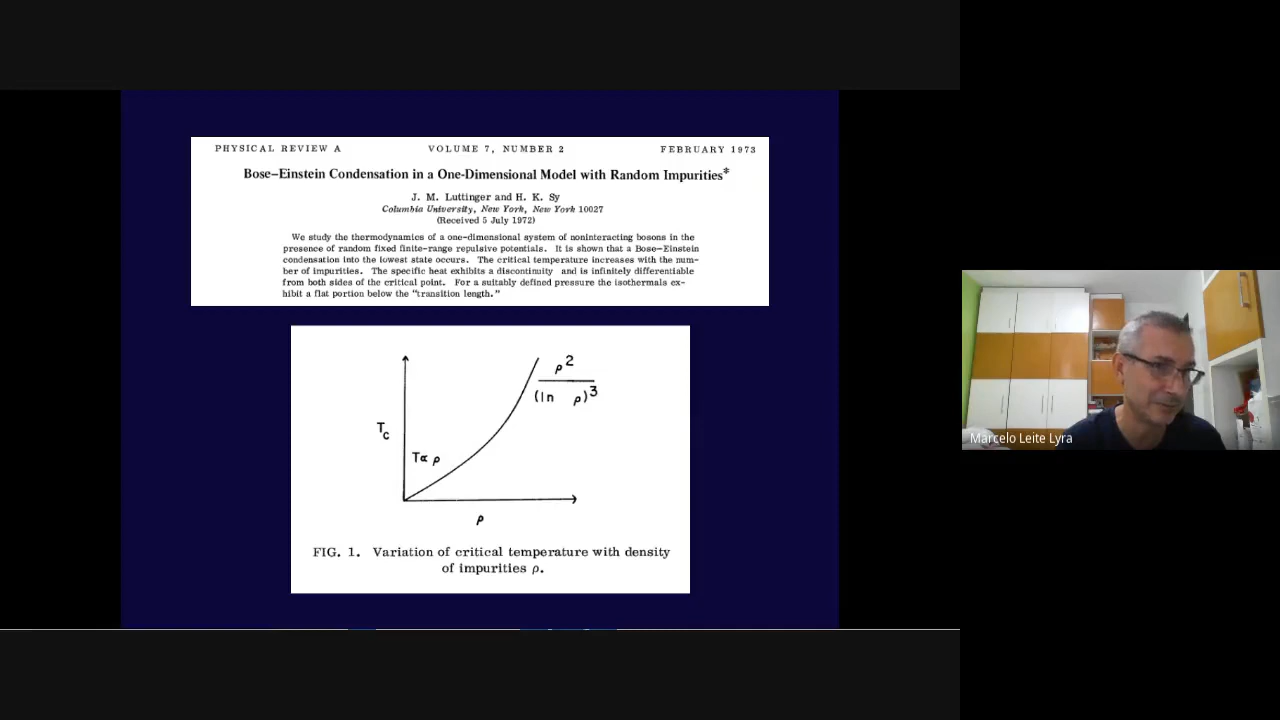 PHYSICAL REVIEW A VOLUME 7, NUMBER 2 FEBRUARY 1973
Bose–Einstein Condensation in a One-Dimensional Model with Random Impurities*
J. M. Luttinger and H. K. Sy
Columbia University, New York, New York 10027
(Received 5 July 1972)
We study the thermodynamics of a one-dimensional system of noninteracting bosons in the
presence of random fixed finite-range repulsive potentials. It is shown that a Bose–Einstein
condensation into the lowest state occurs. The critical temperature increases with the num-
ber of impurities. The specific heat exhibits a discontinuity and is infinitely differentiable
from both sides of the critical point. For a suitably defined pressure the isothermals ex-
hibit a flat portion below the "transition length."
ρ²
(ln ρ)³
Tc
T∝ρ
ρ
FIG. 1. Variation of critical temperature with density
of impurities ρ.
Marcelo Leite Lyra